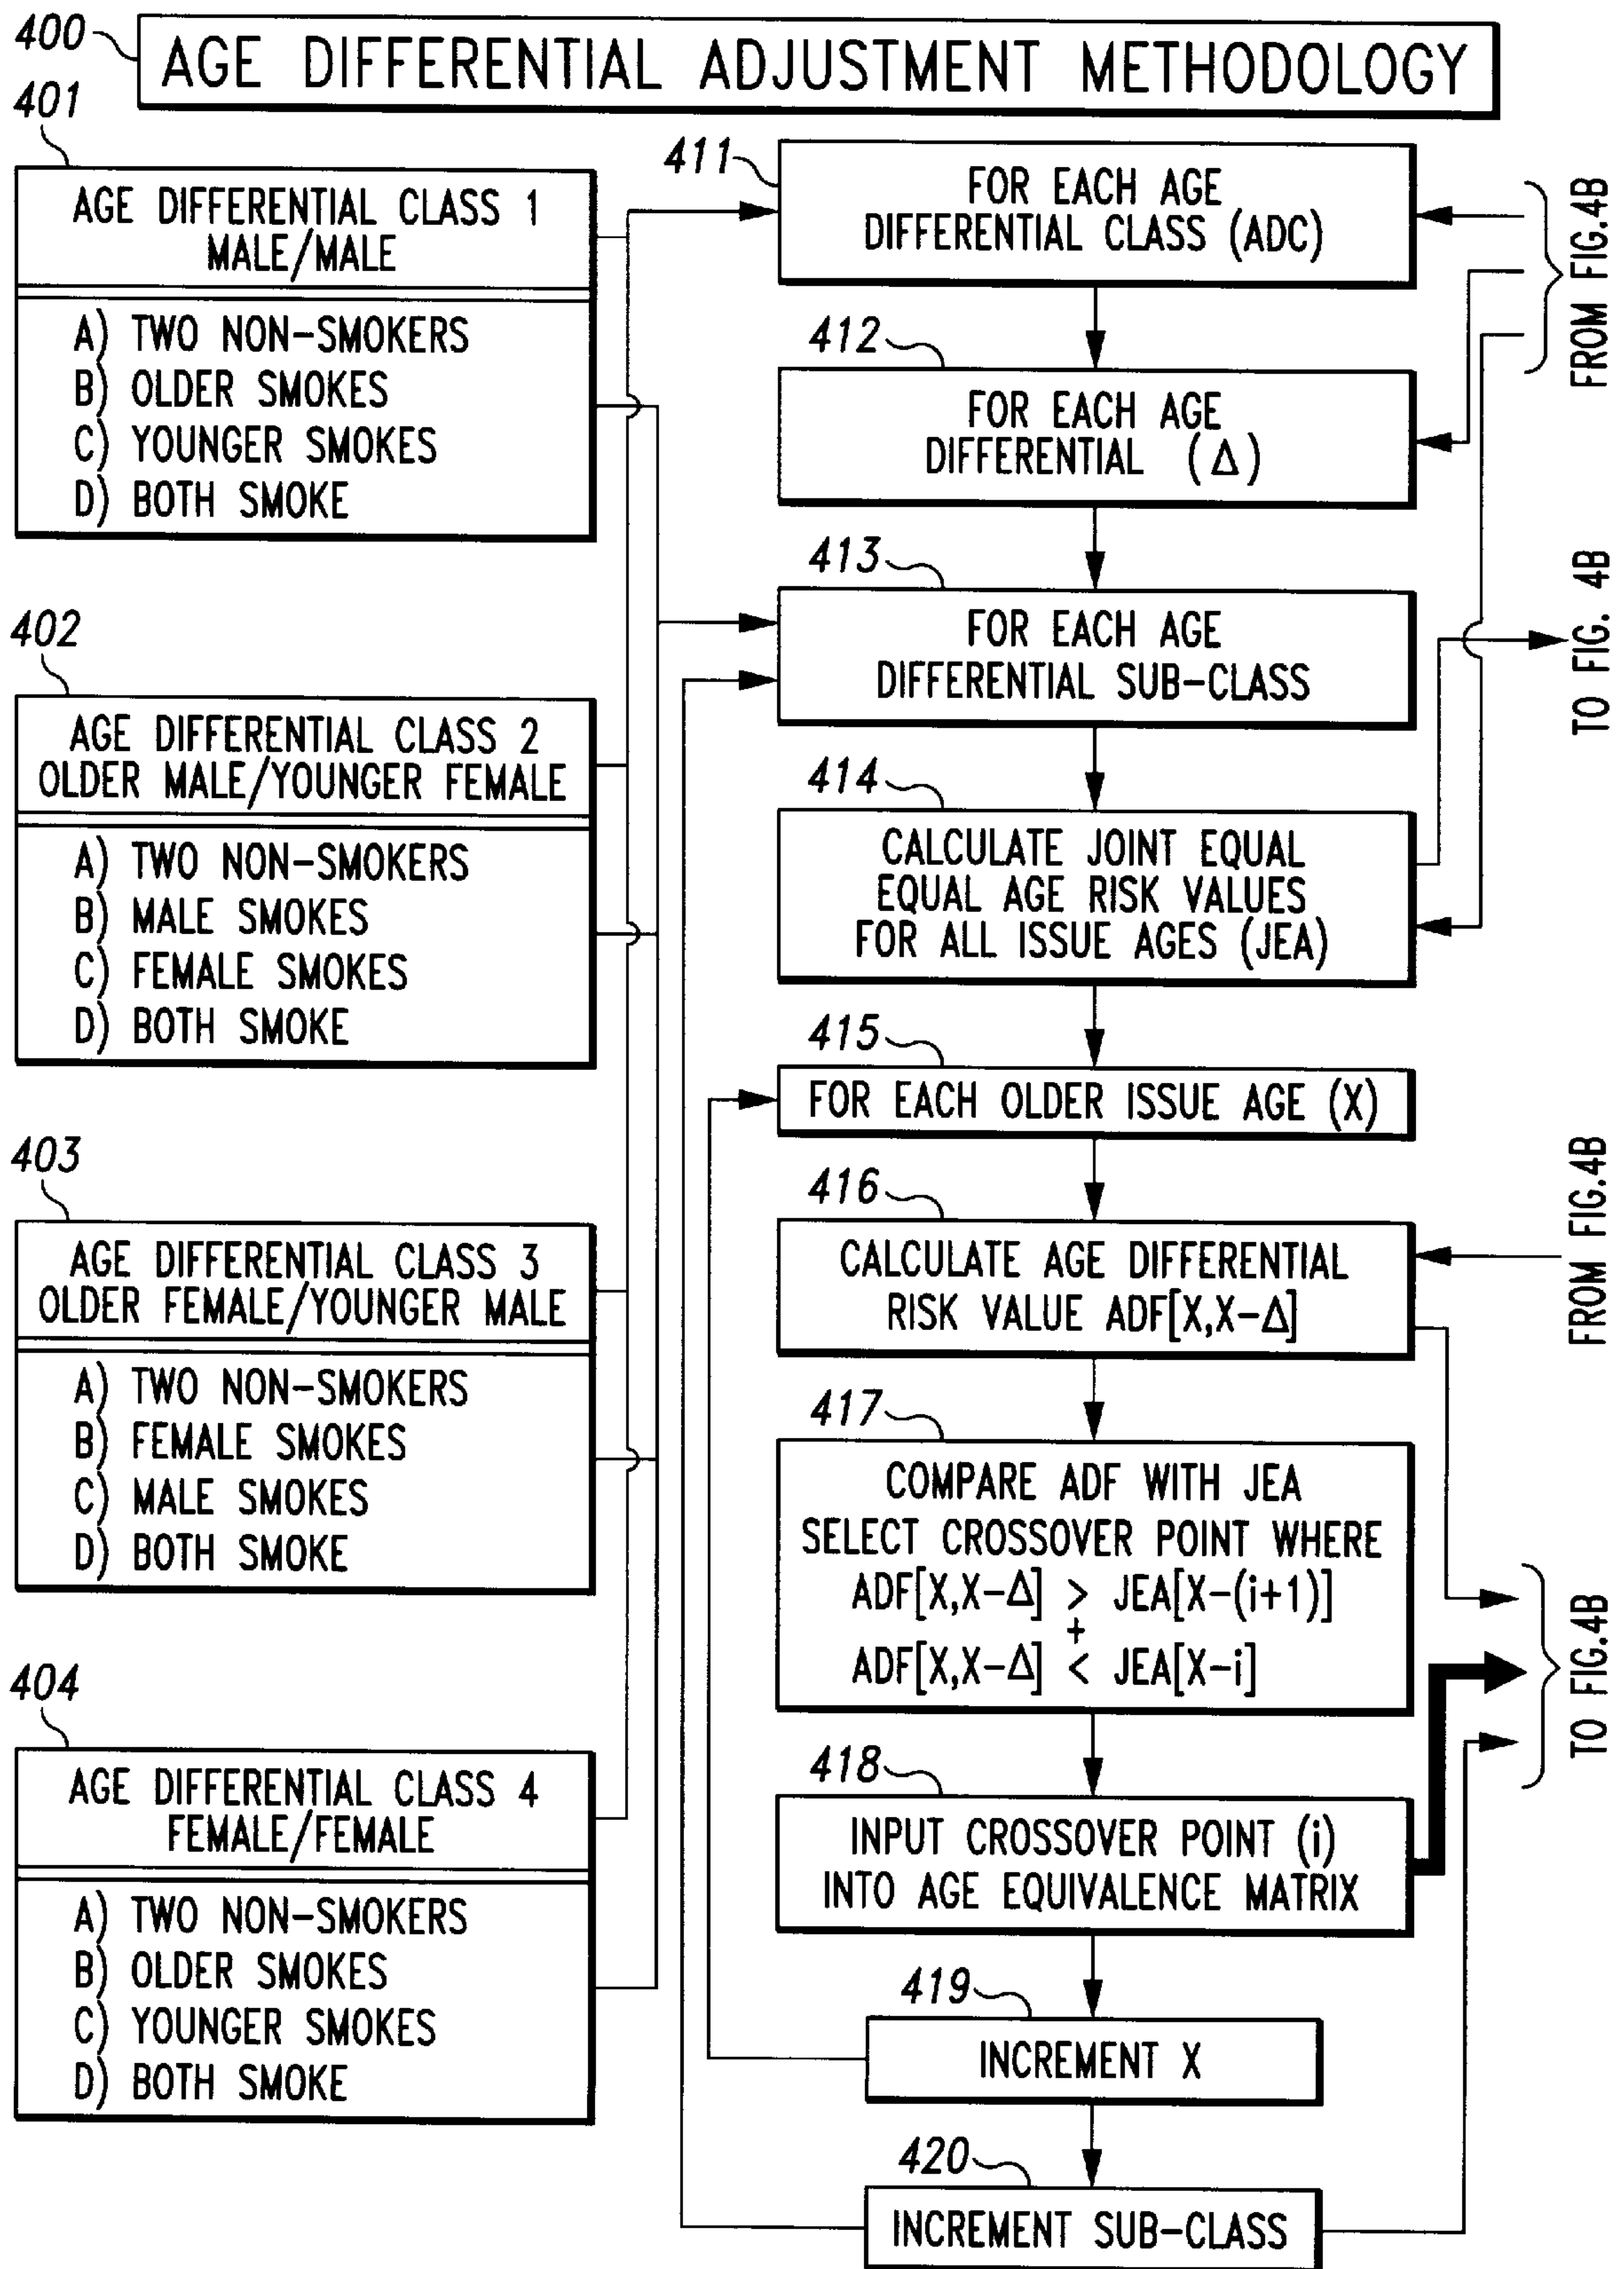 400
AGE DIFFERENTIAL ADJUSTMENT METHODOLOGY
401
AGE DIFFERENTIAL CLASS 1
MALE/MALE
A) TWO NON-SMOKERS
B) OLDER SMOKES
C) YOUNGER SMOKES
D) BOTH SMOKE
402
AGE DIFFERENTIAL CLASS 2
OLDER MALE/YOUNGER FEMALE
A) TWO NON-SMOKERS
B) MALE SMOKES
C) FEMALE SMOKES
D) BOTH SMOKE
403
AGE DIFFERENTIAL CLASS 3
OLDER FEMALE/YOUNGER MALE
A) TWO NON-SMOKERS
B) FEMALE SMOKES
C) MALE SMOKES
D) BOTH SMOKE
404
AGE DIFFERENTIAL CLASS 4
FEMALE/FEMALE
A) TWO NON-SMOKERS
B) OLDER SMOKES
C) YOUNGER SMOKES
D) BOTH SMOKE
411
FOR EACH AGE
DIFFERENTIAL CLASS (ADC)
412
FOR EACH AGE
DIFFERENTIAL (Δ)
413
FOR EACH AGE
DIFFERENTIAL SUB-CLASS
414
CALCULATE JOINT EQUAL
EQUAL AGE RISK VALUES
FOR ALL ISSUE AGES (JEA)
415
FOR EACH OLDER ISSUE AGE (X)
416
CALCULATE AGE DIFFERENTIAL
RISK VALUE ADF[X,X-Δ]
417
COMPARE ADF WITH JEA
SELECT CROSSOVER POINT WHERE
ADF[X,X-Δ] > JEA[X-(i+1)]
+
ADF[X,X-Δ] < JEA[X-i]
418
INPUT CROSSOVER POINT (i)
INTO AGE EQUIVALENCE MATRIX
419
INCREMENT X
420
INCREMENT SUB-CLASS
FROM FIG.4B
TO FIG. 4B
FROM FIG.4B
TO FIG.4B